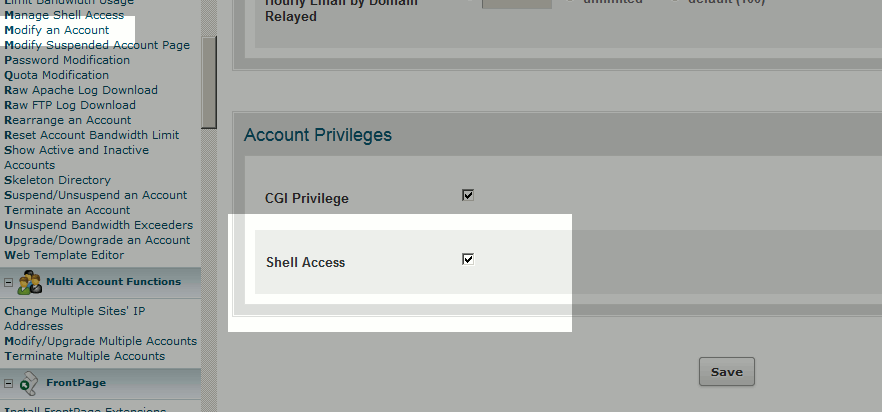 Limit Bandwidth Usage
Manage Shell Access
Modify an Account
Modify Suspended Account Page
Password Modification
Quota Modification
Raw Apache Log Download
Raw FTP Log Download
Rearrange an Account
Reset Account Bandwidth Limit
Show Active and Inactive
Accounts
Skeleton Directory
Suspend/Unsuspend an Account
Terminate an Account
Unsuspend Bandwidth Exceeders
Upgrade/Downgrade an Account
Web Template Editor
Multi Account Functions
Change Multiple Sites' IP
Addresses
Modify/Upgrade Multiple Accounts
Terminate Multiple Accounts
FrontPage
Install FrontPage Extensions
Hourly Email by Domain
Relayed
unlimited
default (100)
Account Privileges
CGI Privilege
Shell Access
Save